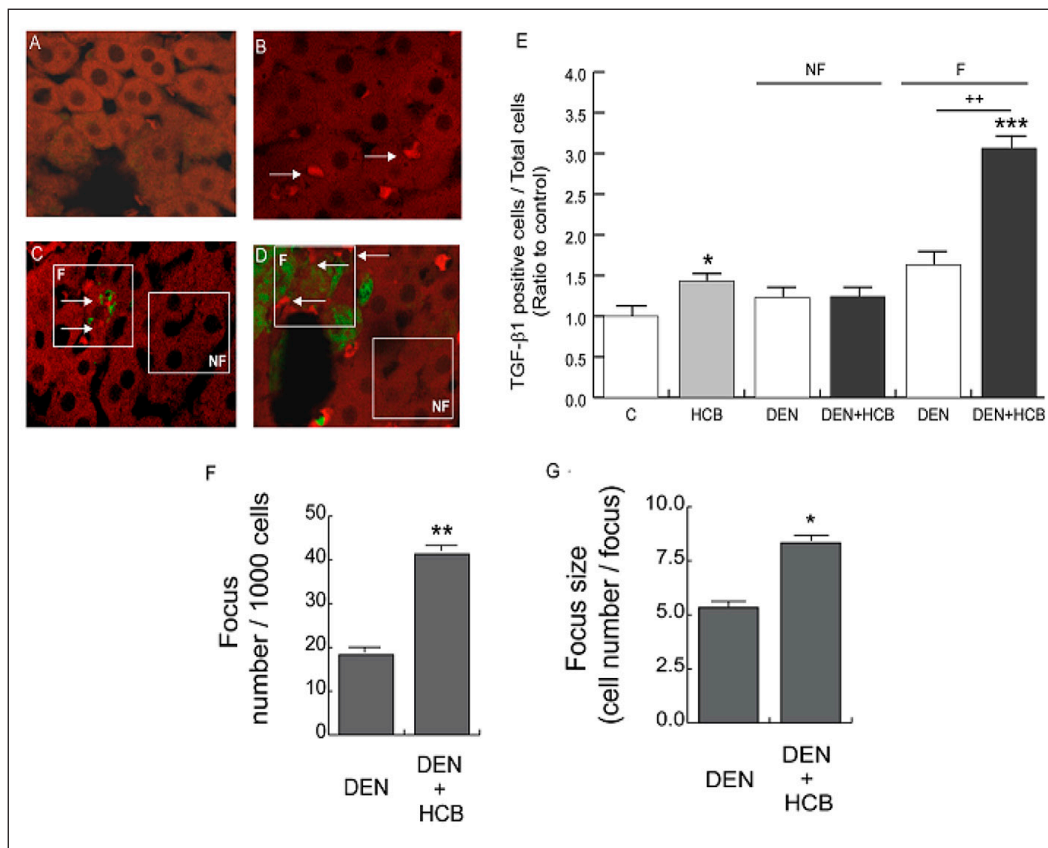 A
B
C
F
NF
D
F
NF
E
NF
F
++
***
*
4.0
3.5
3.0
2.5
2.0
1.5
1.0
0.5
0.0
TGF-β1 positive cells / Total cells
(Ratio to control)
C
HCB
DEN
DEN+HCB
DEN
DEN+HCB
F
Focus
number / 1000 cells
50
40
30
20
10
0
**
DEN
DEN
+
HCB
G
Focus size
(cell number / focus)
10.0
7.5
5.0
2.5
0.0
*
DEN
DEN
+
HCB